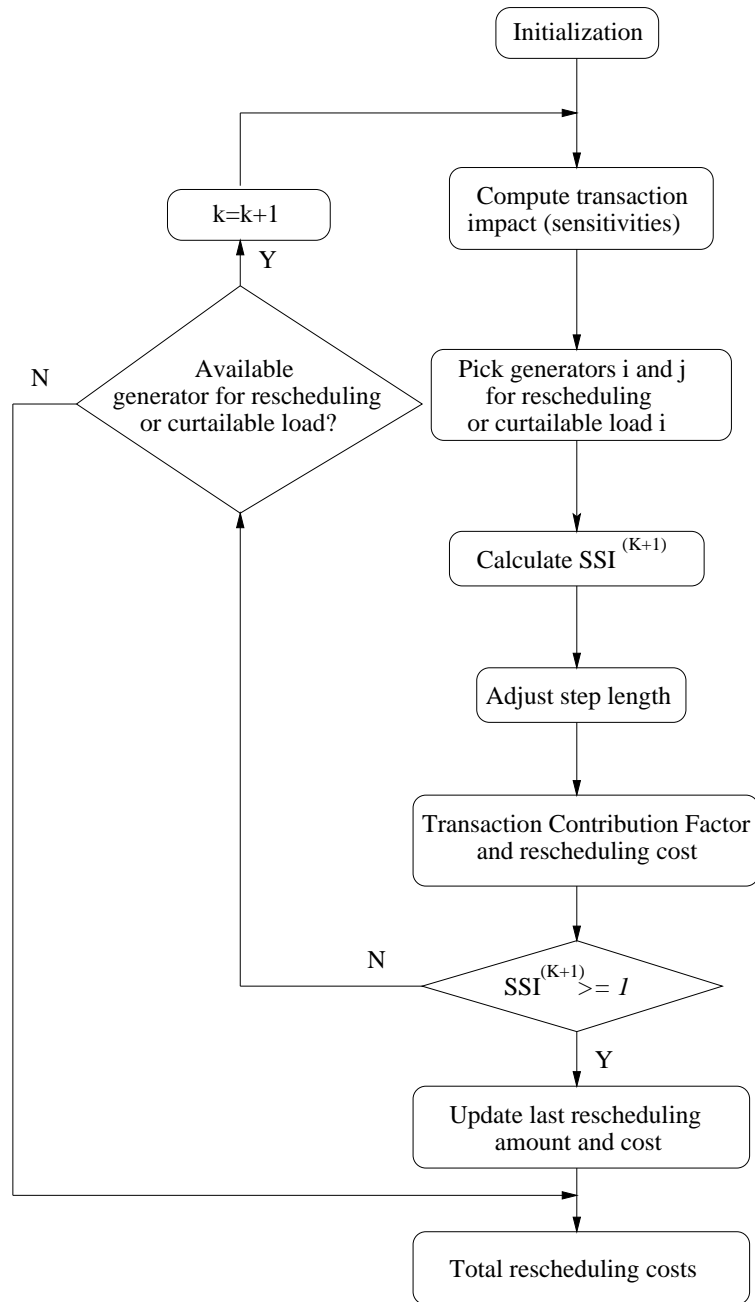 Initialization
Compute transaction
impact (sensitivities)
k=k+1
Y
Available
generator for rescheduling
or curtailable load?
N
Pick generators i and j
for rescheduling
or curtailable load i
Calculate SSI (K+1)
Adjust step length
Transaction Contribution Factor
and rescheduling cost
N
SSI (K+1) >= 1
Y
Update last rescheduling
amount and cost
Total rescheduling costs